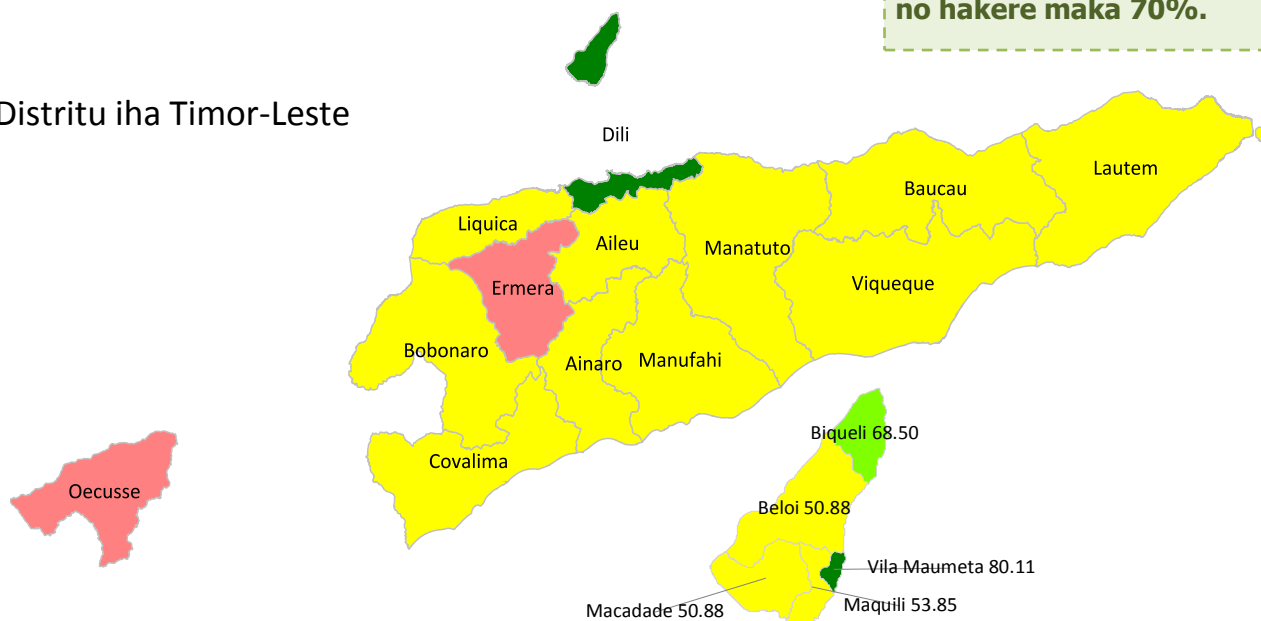 no hakere maka 70%.
Distritu iha Timor-Leste
Dili
Lautem
Baucau
Liquica
Aileu
Manatuto
Viqueque
Ermera
Bobonaro
Ainaro
Manufahi
Biqueli 68.50
Covalima
Oecusse
Beloi 50.88
Vila Maumeta 80.11
Macadade 50.88
Maquili 53.85